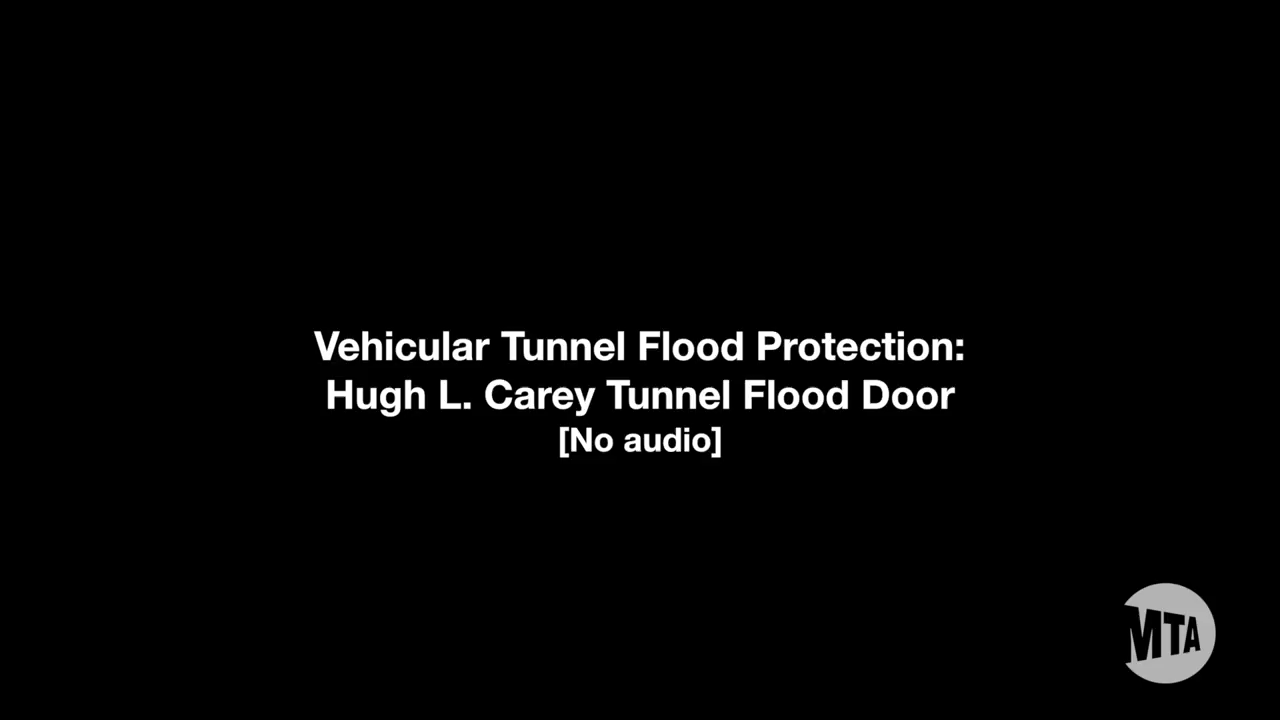 Vehicular Tunnel Flood Protection:
Hugh L. Carey Tunnel Flood Door
[No audio]
MTA